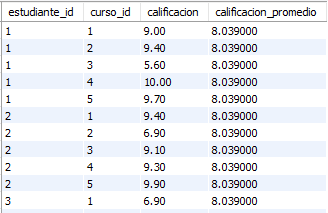 estudiante_id curso_id calificacion calificacion_promedio
1 1 9.00 8.039000
1 2 9.40 8.039000
1 3 5.60 8.039000
1 4 10.00 8.039000
1 5 9.70 8.039000
2 1 9.40 8.039000
2 2 6.90 8.039000
2 3 9.10 8.039000
2 4 9.30 8.039000
2 5 9.90 8.039000
3 1 6.90 8.039000